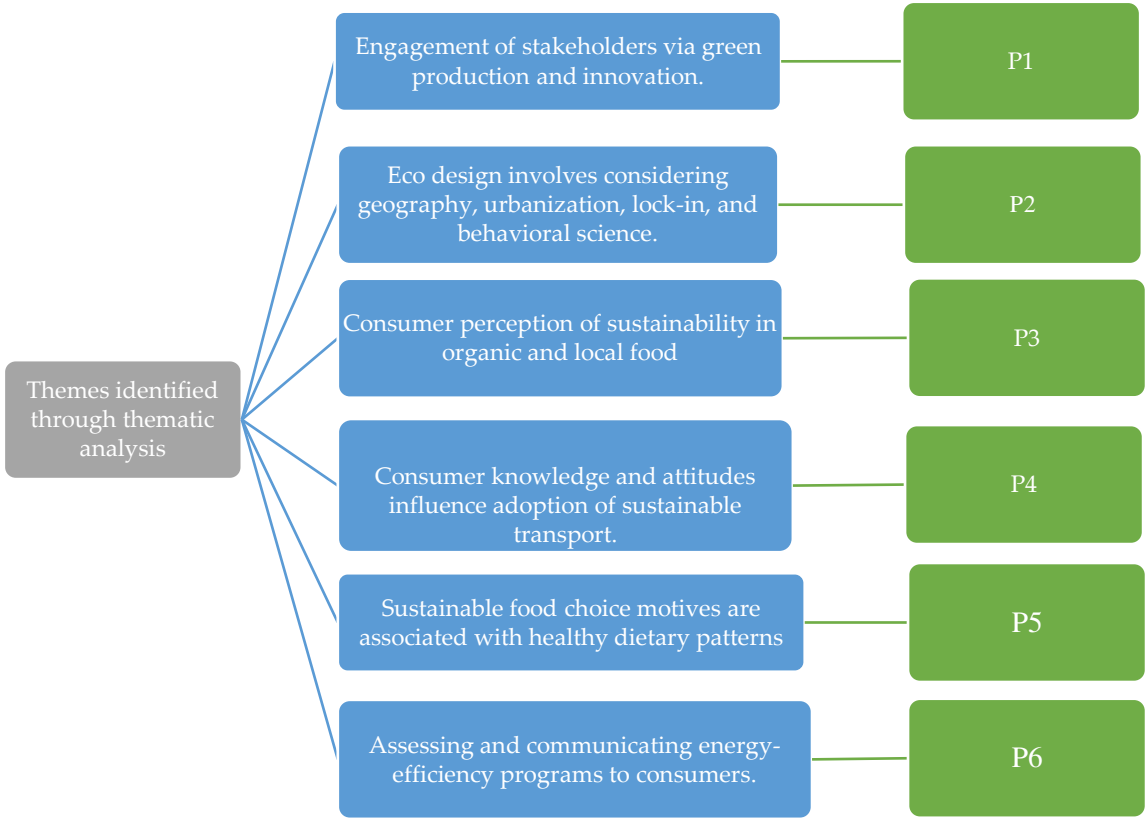 Engagement of stakeholders via green
production and innovation.
P1
Eco design involves considering
geography, urbanization, lock-in, and
behavioral science.
P2
Consumer perception of sustainability in
organic and local food
P3
Themes identified
through thematic
analysis
Consumer knowledge and attitudes
influence adoption of sustainable
transport.
P4
Sustainable food choice motives are
associated with healthy dietary patterns
P5
Assessing and communicating energy-
efficiency programs to consumers.
P6